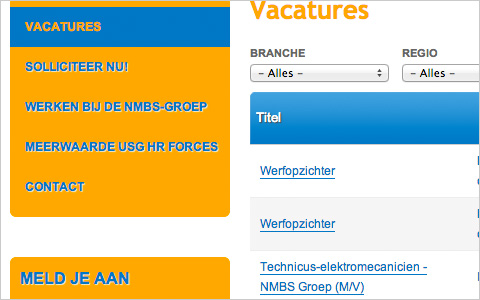 VACATURES
SOLLICITEER NU!
WERKEN BIJ DE NMBS-GROEP
MEERWAARDE USG HR FORCES
CONTACT
MELD JE AAN
Vacatures
BRANCHE
REGIO
– Alles –
– Alles –
Titel
Werfopzichter
Werfopzichter
Technicus-elektromecanicien -
NMBS Groep (M/V)